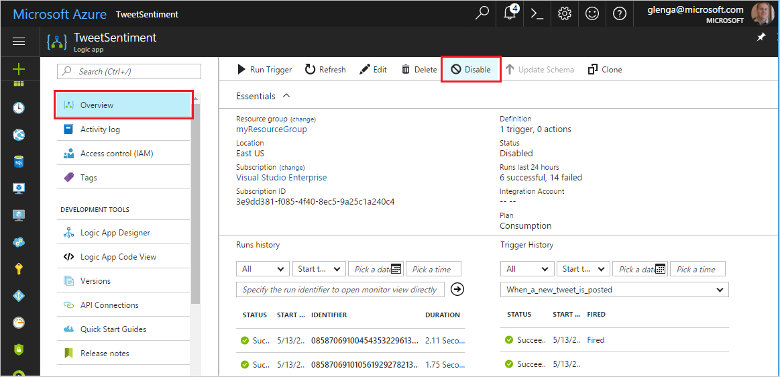 Microsoft Azure TweetSentiment
4
glenga@microsoft.com
MICROSOFT
TweetSentiment
Logic app
Search (Ctrl+/)
Overview
Activity log
Access control (IAM)
Tags
DEVELOPMENT TOOLS
Logic App Designer
Logic App Code View
Versions
API Connections
Quick Start Guides
Release notes
Run Trigger Refresh Edit Delete Disable Update Schema Clone
Essentials
Resource group (change)
myResourceGroup
Location
East US
Subscription (change)
Visual Studio Enterprise
Subscription ID
3e9dd381-f085-4f40-8ec5-9a25c1a240c4
Definition
1 trigger, 0 actions
Status
Disabled
Runs last 24 hours
6 successful, 14 failed
Integration Account
-- --
Plan
Consumption
Runs history
All Start t... Pick a date Pick a time
Specify the run identifier to open monitor view directly
STATUS START ... IDENTIFIER DURATION
Suc... 5/13/2... 08587069100454353229613... 2.11 Seco...
Suc... 5/13/2... 08587069101056192927821 3... 1.75 Seco...
Trigger History
All Start t... Pick a date Pick a time
When_a_new_tweet_is_posted
STATUS START ... FIRED
Succee... 5/13/2... Fired
Succee... 5/13/2...